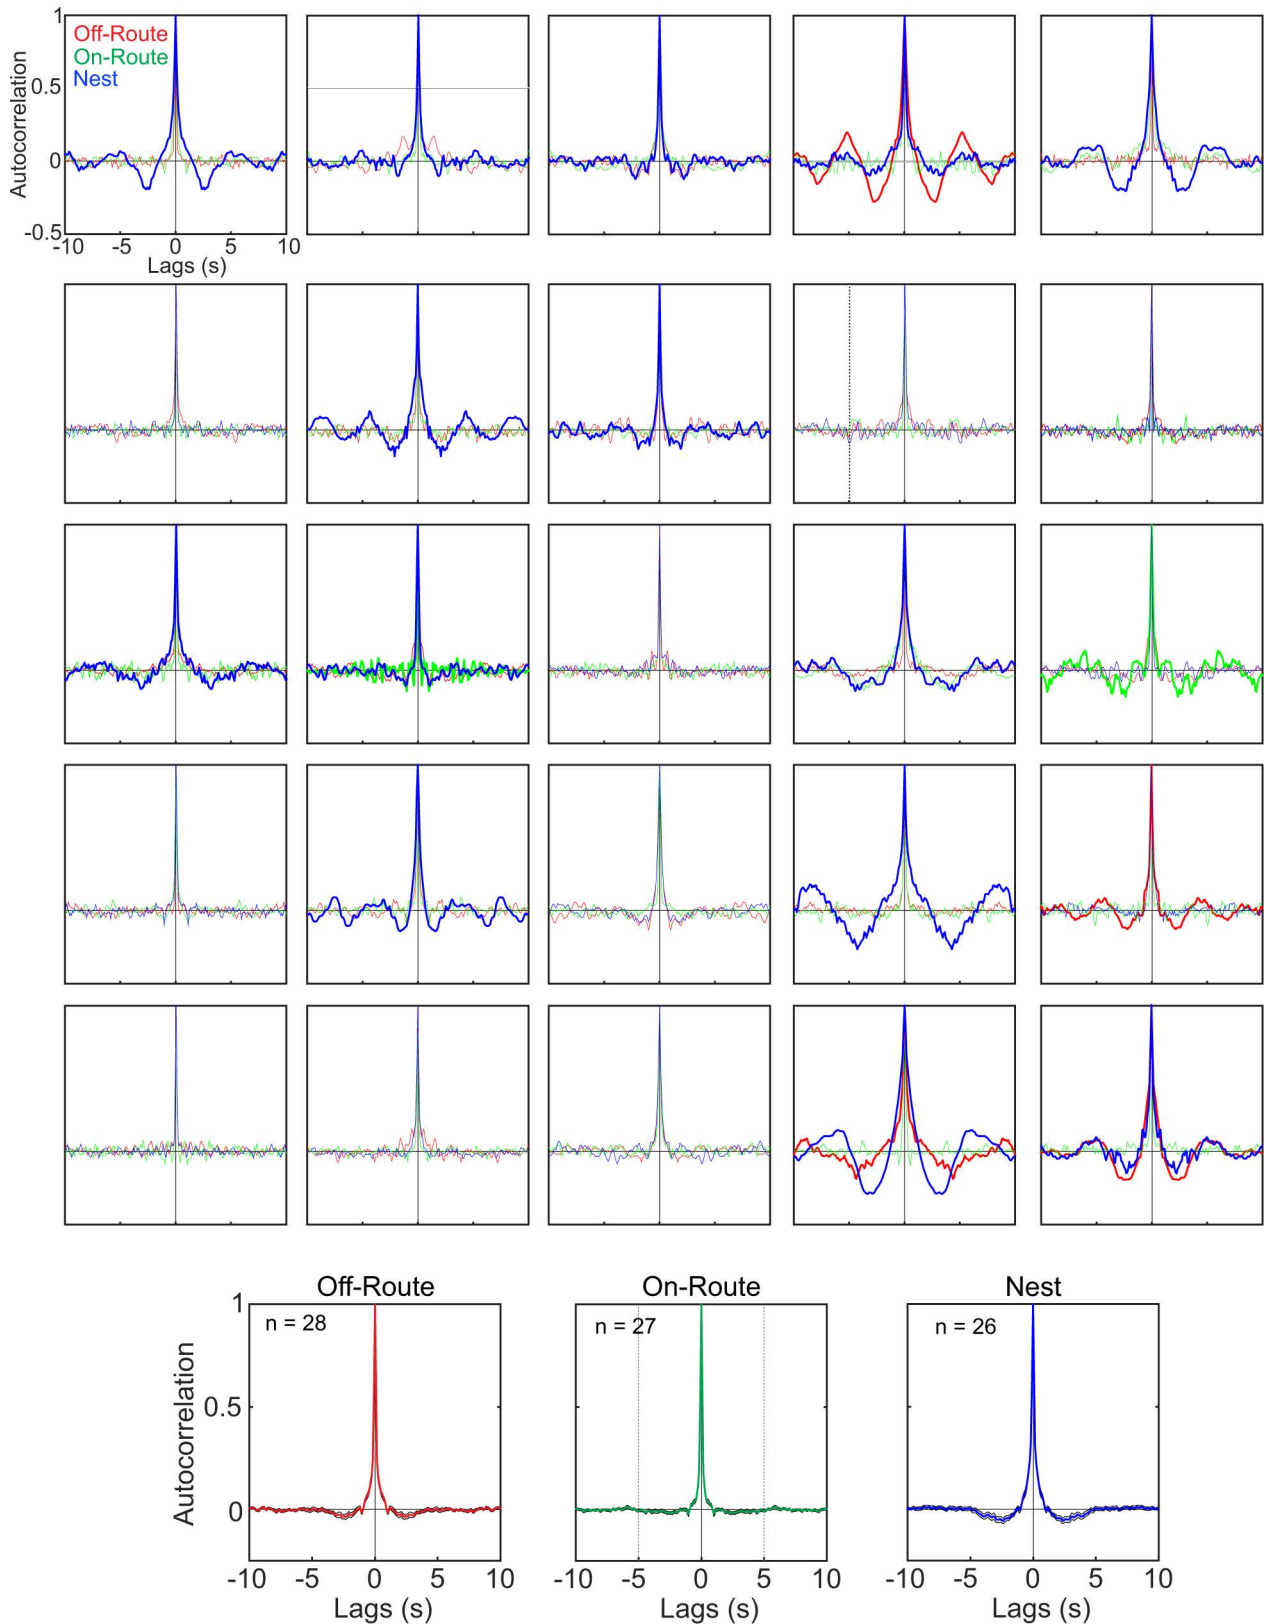 1
Off-Route
On-Route
Nest
0.5
Autocorrelation
0
-0.5
-10 -5 0 5 10
Lags (s)
Off-Route On-Route Nest
1
n = 28 n = 27 n = 26
Autocorrelation
0.5
0
-10 -5 0 5 10 -10 -5 0 5 10 -10 -5 0 5 10
Lags (s) Lags (s) Lags (s)